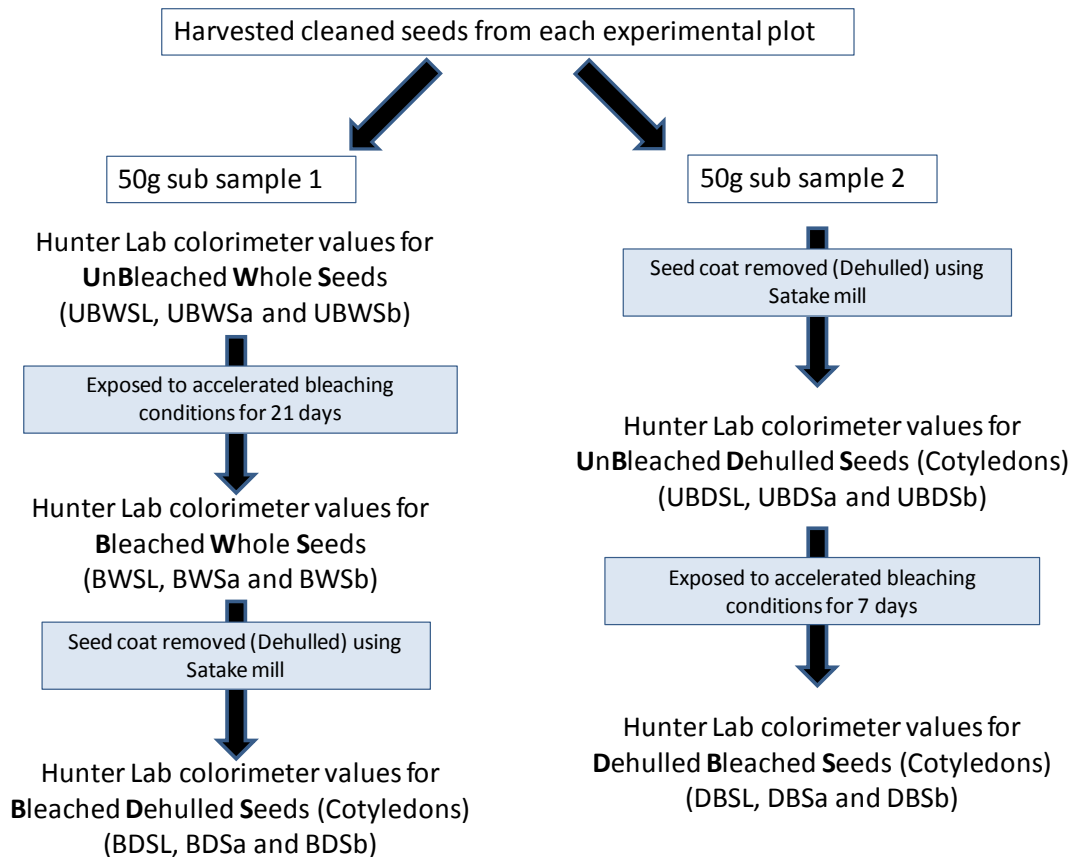 Harvested cleaned seeds from each experimental plot
50g sub sample 1
Hunter Lab colorimeter values for
UnBleached Whole Seeds
(UBWSL, UBWSa and UBWSb)
Exposed to accelerated bleaching
conditions for 21 days
Hunter Lab colorimeter values for
Bleached Whole Seeds
(BWSL, BWSa and BWSb)
Seed coat removed (Dehulled) using
Satake mill
Hunter Lab colorimeter values for
Bleached Dehulled Seeds (Cotyledons)
(BDSL, BDSa and BDSb)
50g sub sample 2
Seed coat removed (Dehulled) using
Satake mill
Hunter Lab colorimeter values for
UnBleached Dehulled Seeds (Cotyledons)
(UBDSL, UBDSa and UBDSb)
Exposed to accelerated bleaching
conditions for 7 days
Hunter Lab colorimeter values for
Dehulled Bleached Seeds (Cotyledons)
(DBSL, DBSa and DBSb)